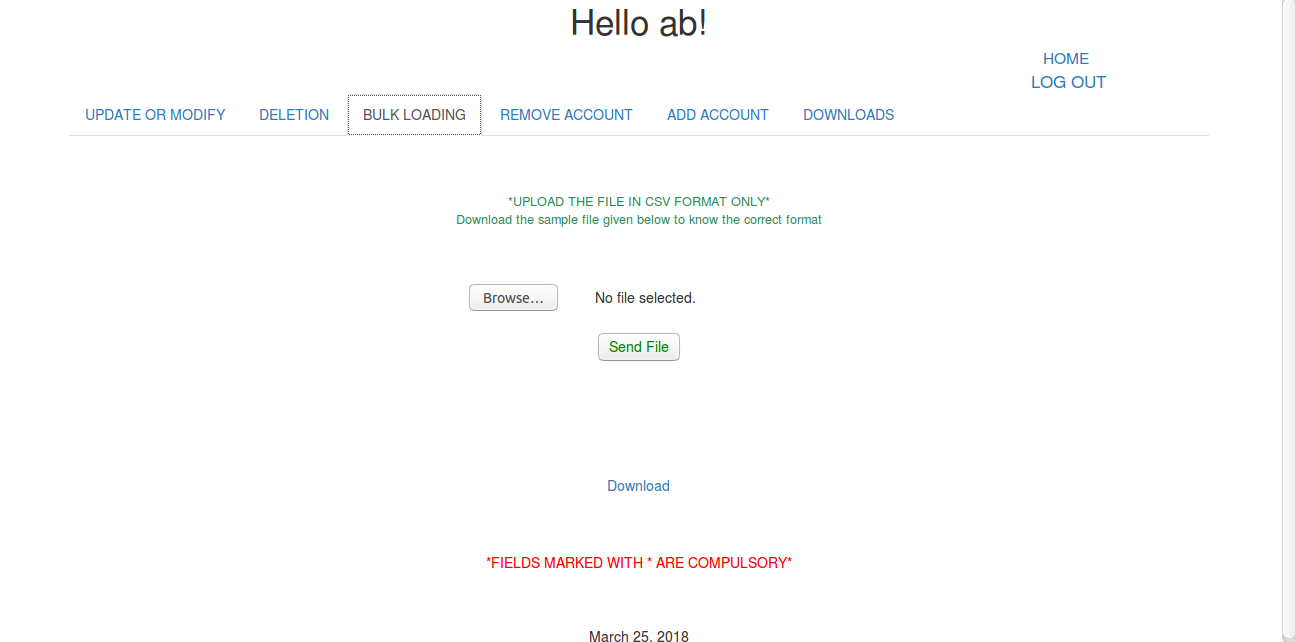 Hello ab!
HOME
LOG OUT
UPDATE OR MODIFY DELETION BULK LOADING REMOVE ACCOUNT ADD ACCOUNT DOWNLOADS
*UPLOAD THE FILE IN CSV FORMAT ONLY*
Download the sample file given below to know the correct format
Browse... No file selected.
Send File
Download
*FIELDS MARKED WITH * ARE COMPULSORY*
March 25, 2018